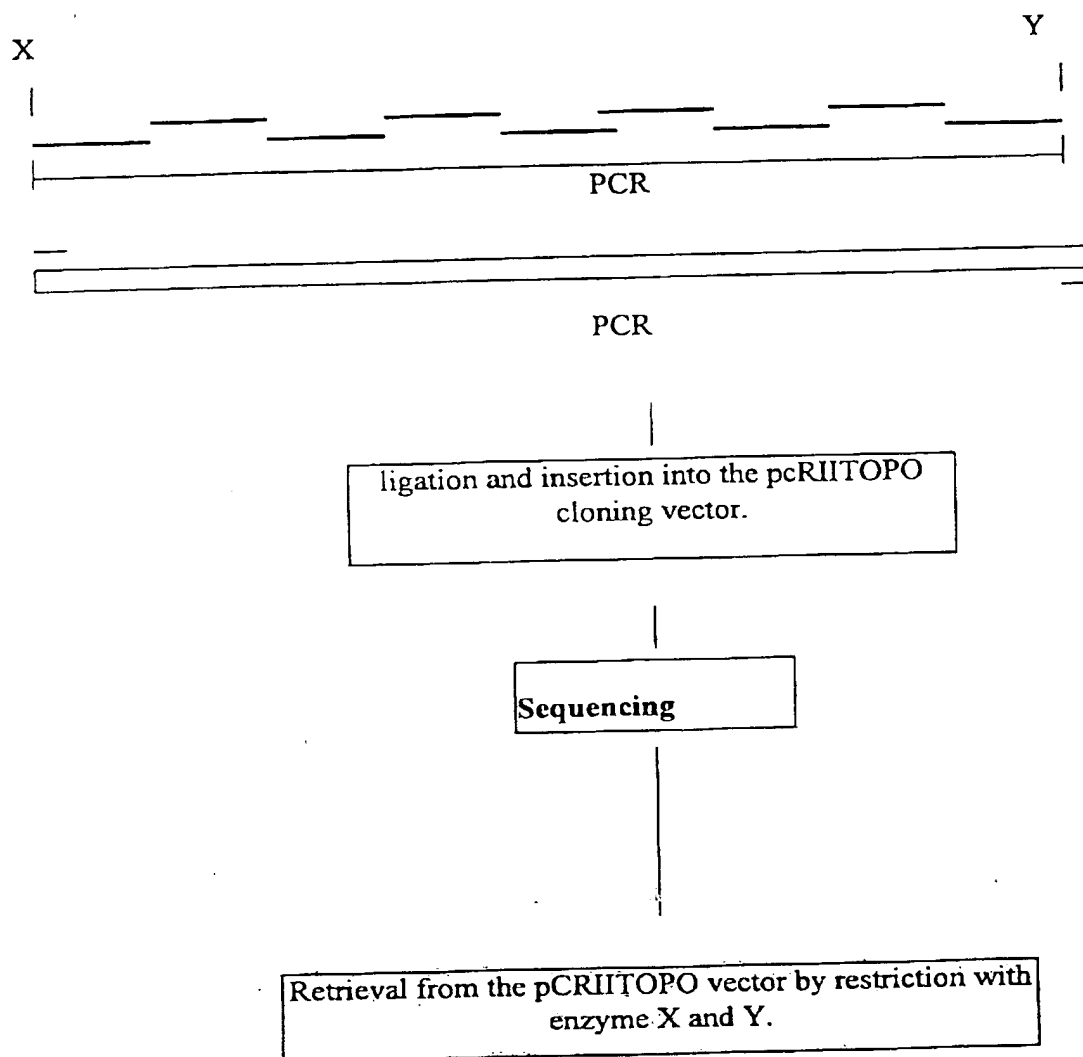 X
Y
PCR
PCR
ligation and insertion into the pcRIITOPO
cloning vector.
Sequencing
Retrieval from the pCRIITOPO vector by restriction with
enzyme X and Y.